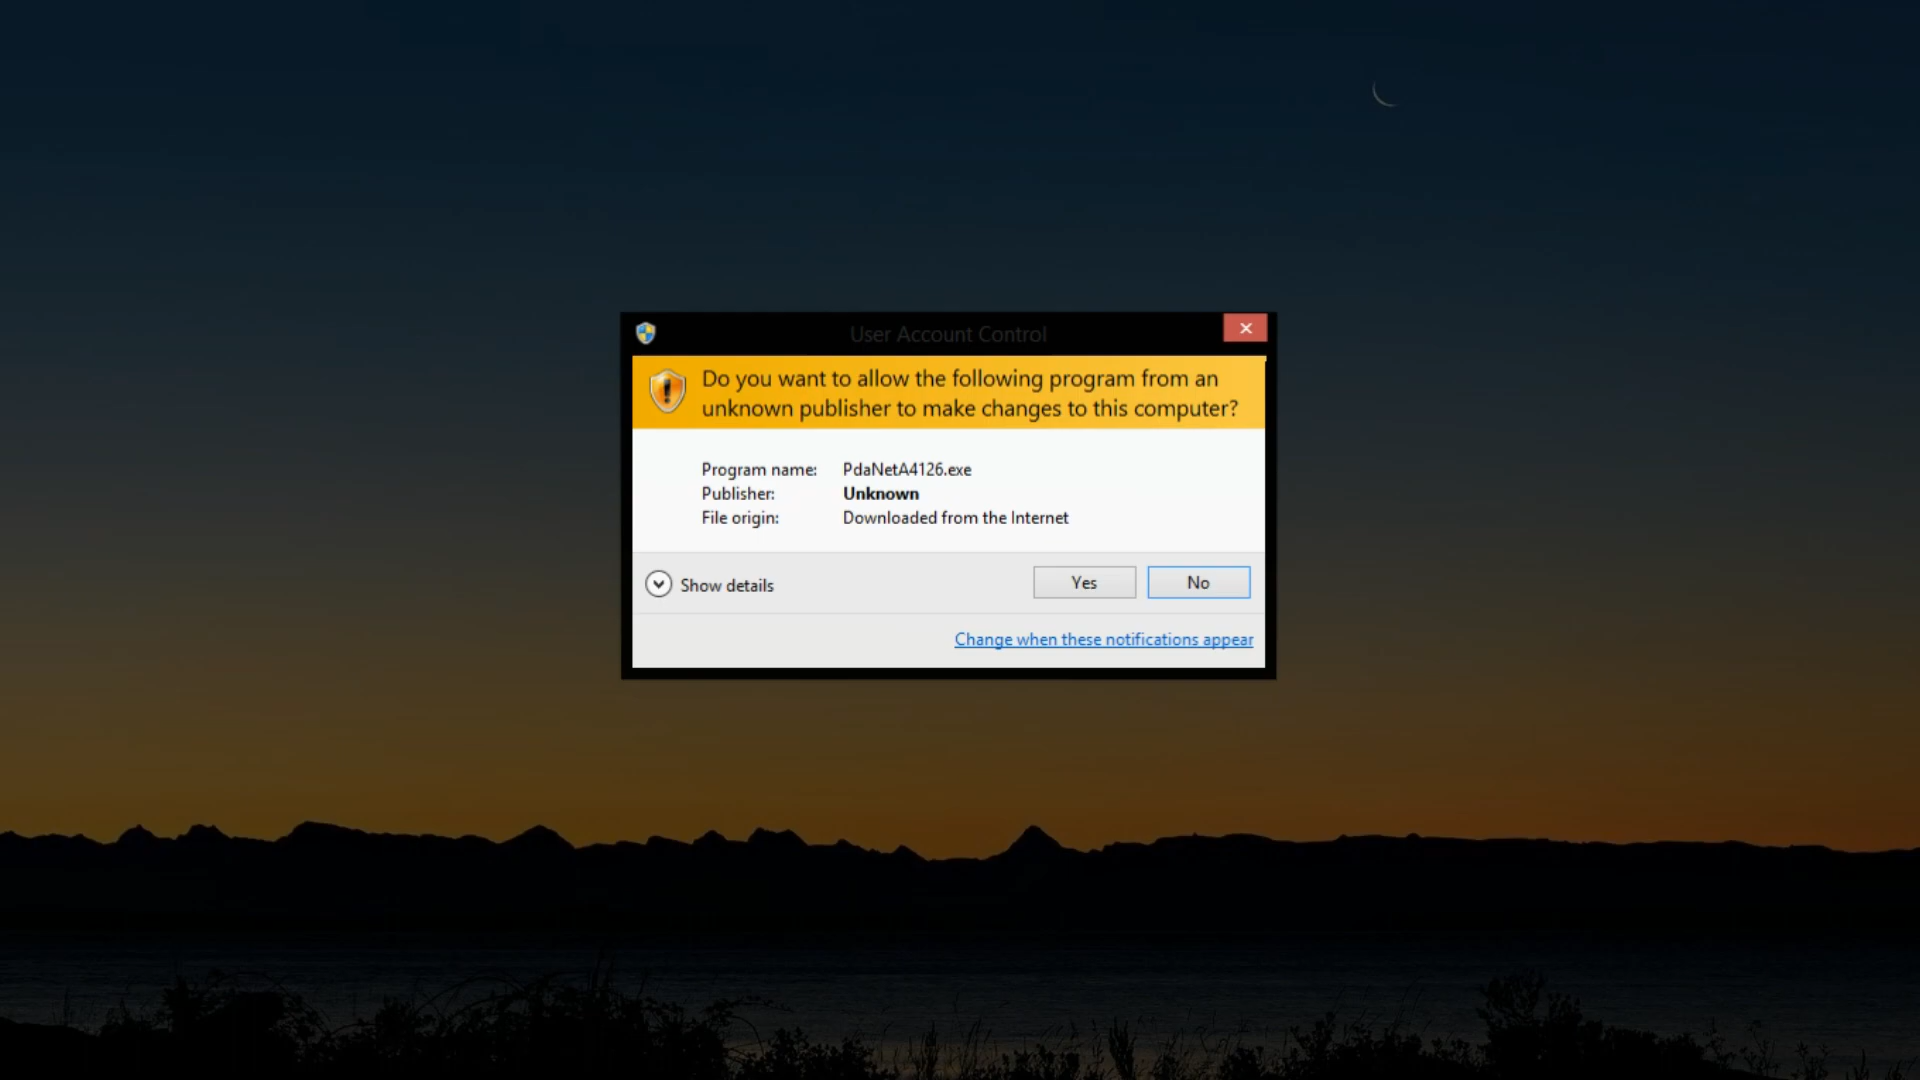 User Account Control
Do you want to allow the following program from an
unknown publisher to make changes to this computer?
Program name: PdaNetA4126.exe
Publisher: Unknown
File origin: Downloaded from the Internet
Show details
Yes
No
Change when these notifications appear